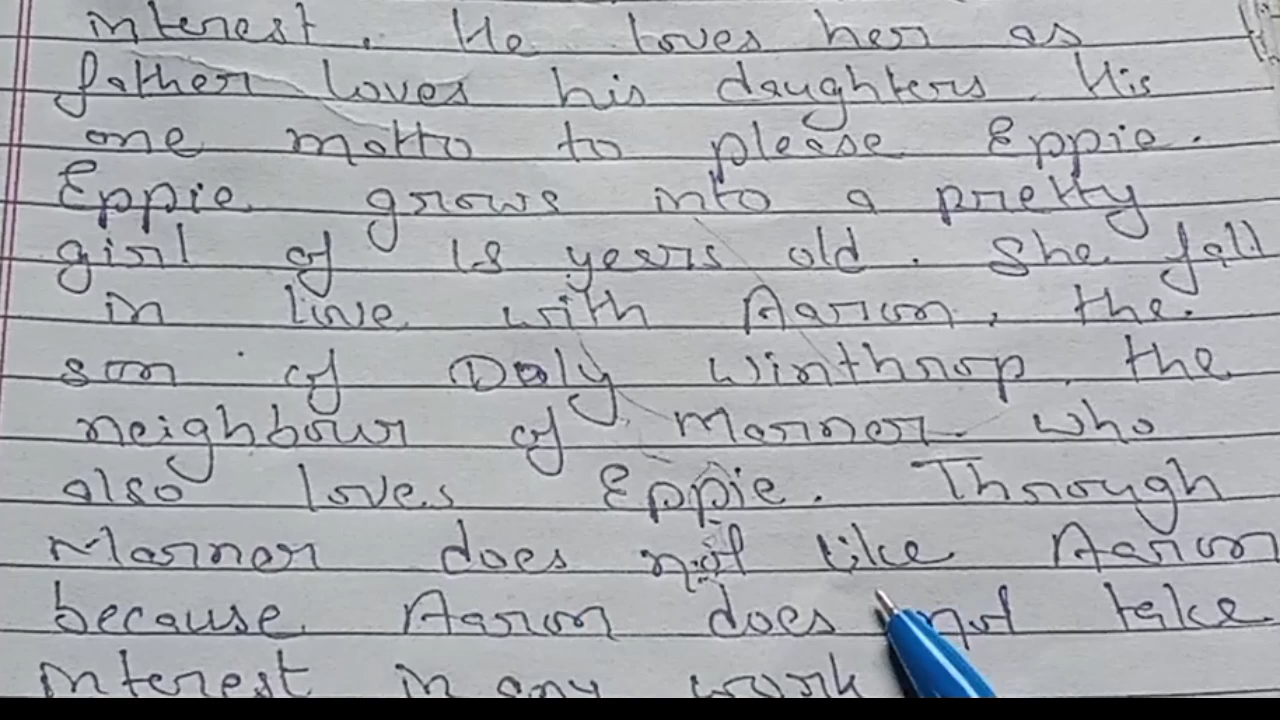 interest. He loves her as
father loves his daughters. His
one motto to please Eppie.
Eppie grows into a pretty
girl of 18 years old. She fall
in love with Aaron, the
son of Doly Winthrop, the
neighbour of Marner who
also loves Eppie. Through
Marner does not like Aaron
because Aaron does not take
interest in any work